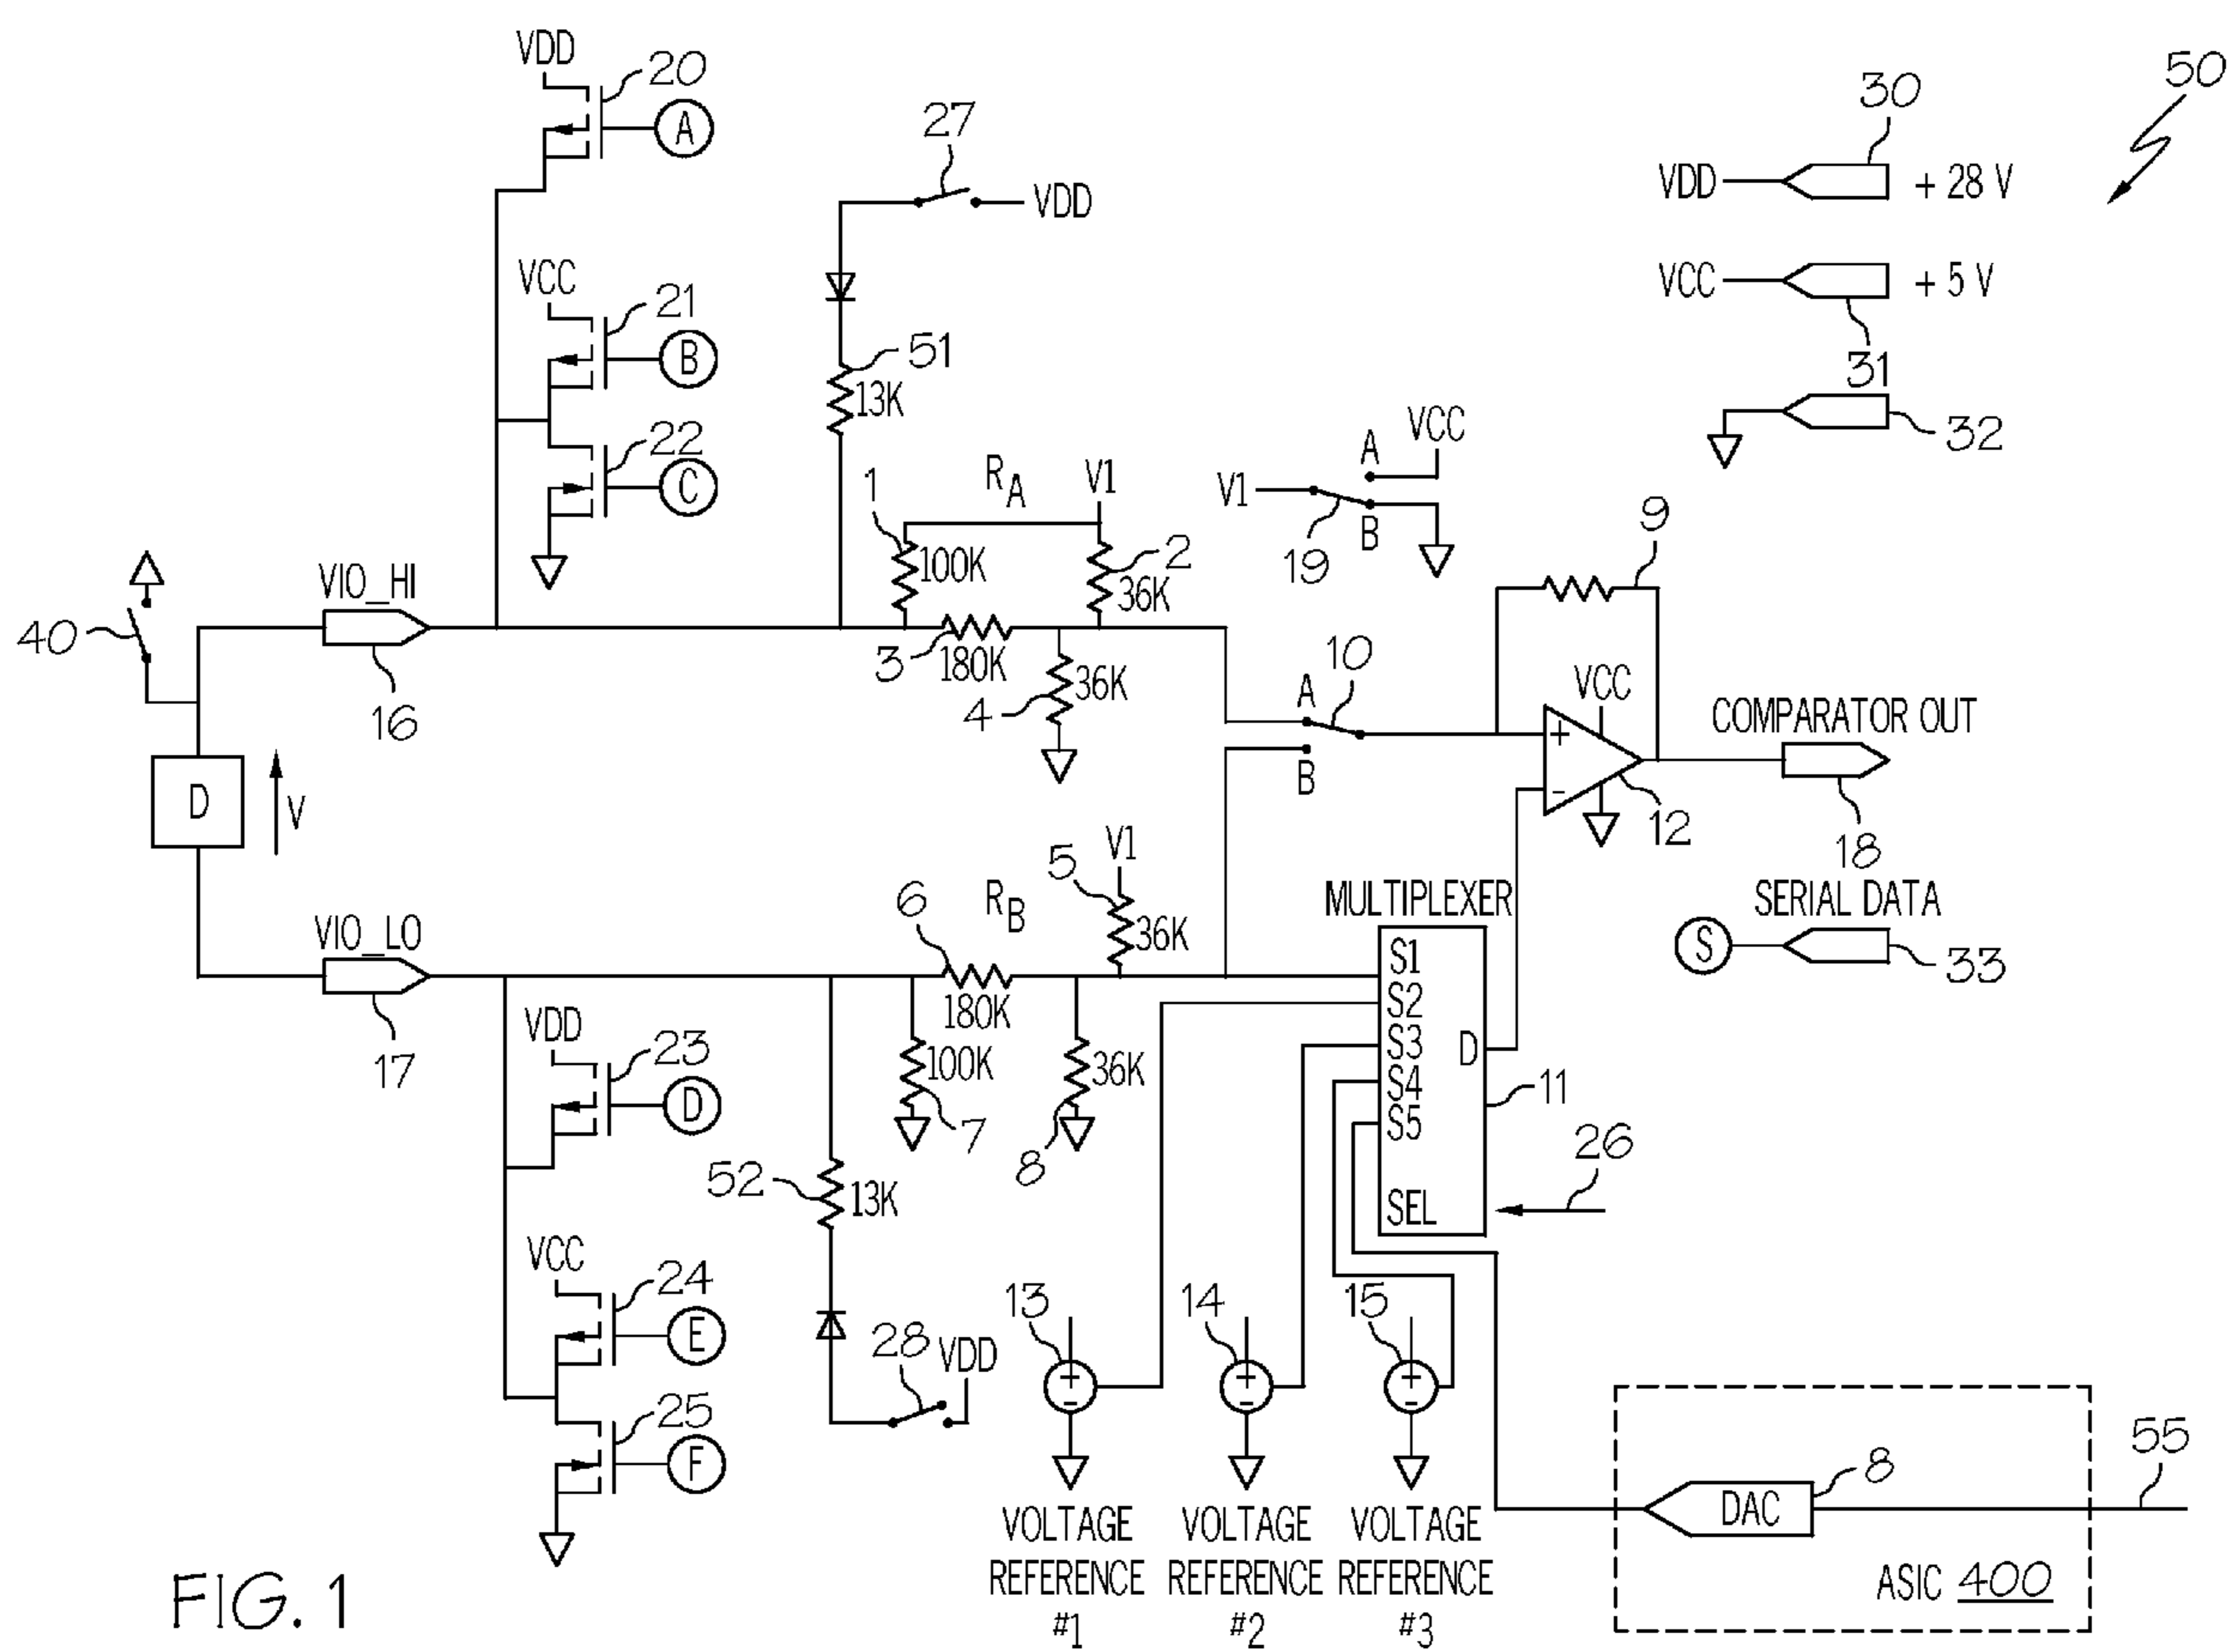 VDD
20
A
50
30
VDD
+ 28 V
27
VDD
VCC
21
B
VCC
+ 5 V
31
51
13K
22
C
32
R A
V1
1
100K
2
36K
A
VCC
V1
19
B
9
40
VIO_HI
16
3
180K
4
36K
A
10
B
VCC
+
-
12
COMPARATOR OUT
18
D
V
V1
5
36K
R B
6
180K
MULTIPLEXER
SERIAL DATA
S
33
VIO_LO
17
S1
S2
S3
S4
S5
D
SEL
11
26
VDD
23
D
100K
7
36K
8
52
13K
VCC
24
E
28
VDD
25
F
13
+
-
14
+
-
15
+
-
VOLTAGE REFERENCE #1
VOLTAGE REFERENCE #2
VOLTAGE REFERENCE #3
DAC
8
55
ASIC 400
FIG. 1